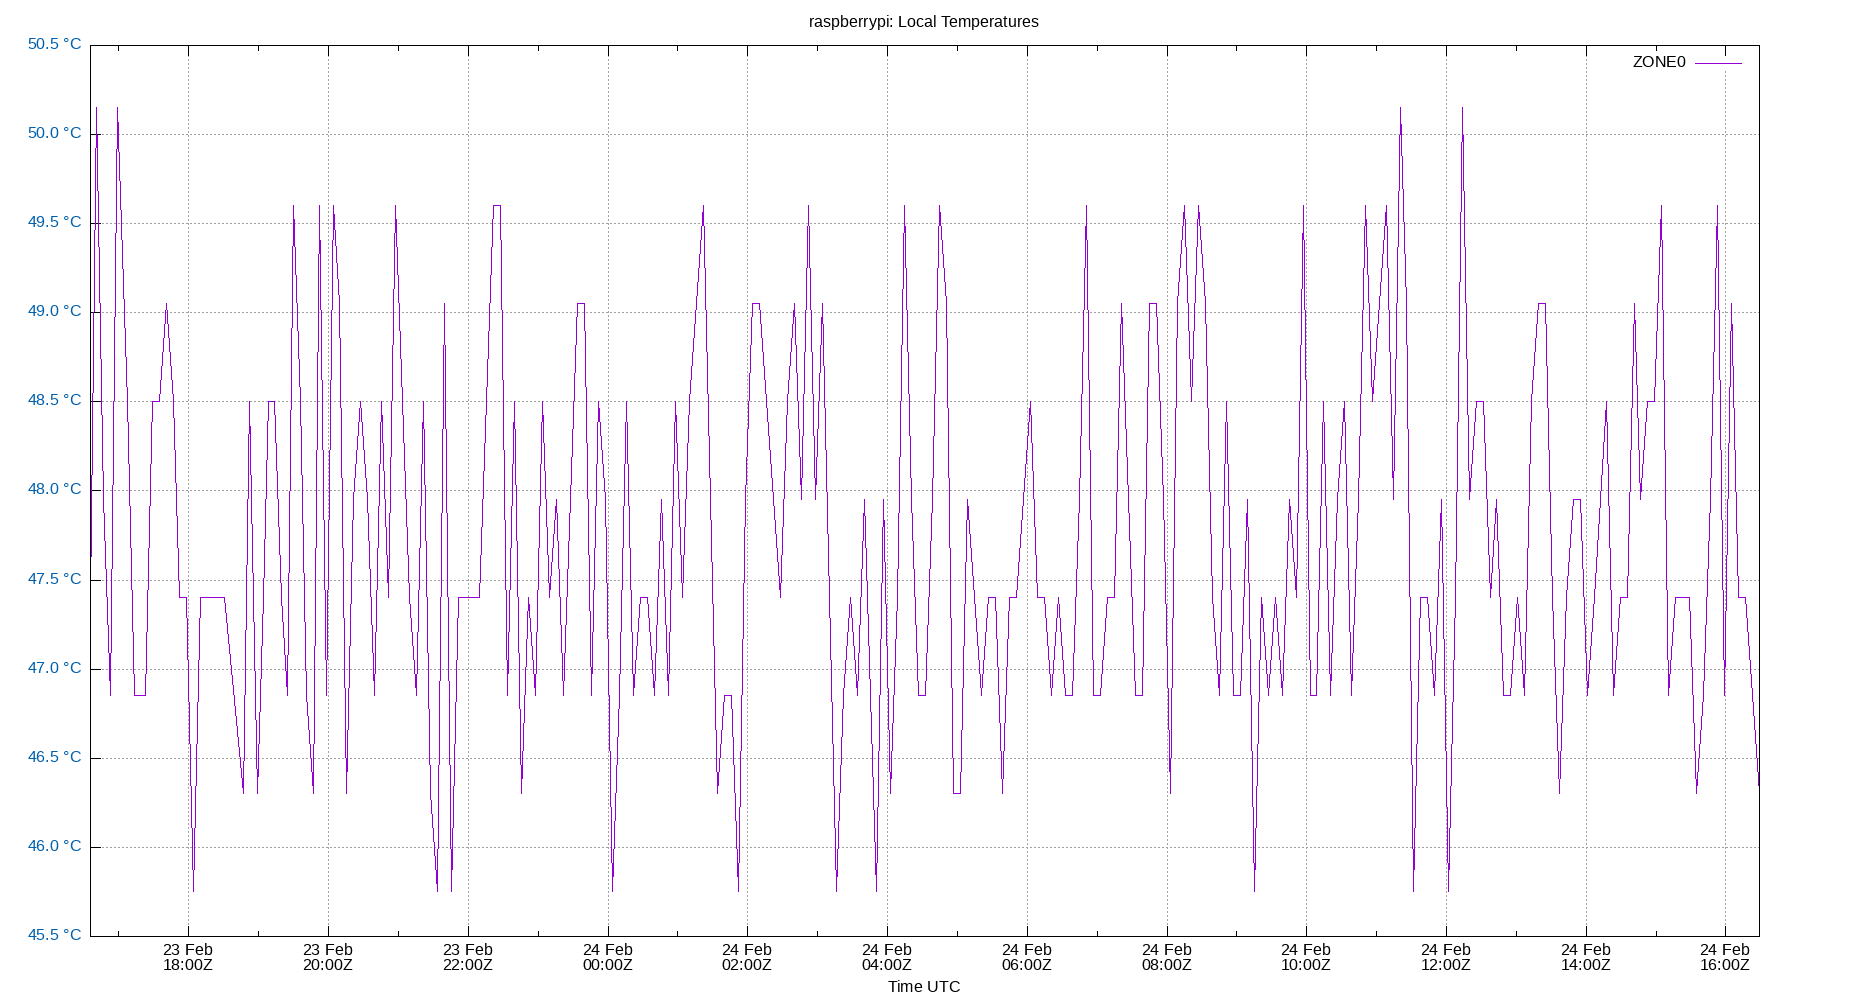 raspberrypi: Local Temperatures
ZONE0
50.5 °C
50.0 °C
49.5 °C
49.0 °C
48.5 °C
48.0 °C
47.5 °C
47.0 °C
46.5 °C
46.0 °C
45.5 °C
23 Feb 23 Feb 23 Feb 24 Feb 24 Feb 24 Feb 24 Feb 24 Feb 24 Feb 24 Feb 24 Feb 24 Feb
18:00Z 20:00Z 22:00Z 00:00Z 02:00Z 04:00Z 06:00Z 08:00Z 10:00Z 12:00Z 14:00Z 16:00Z
Time UTC